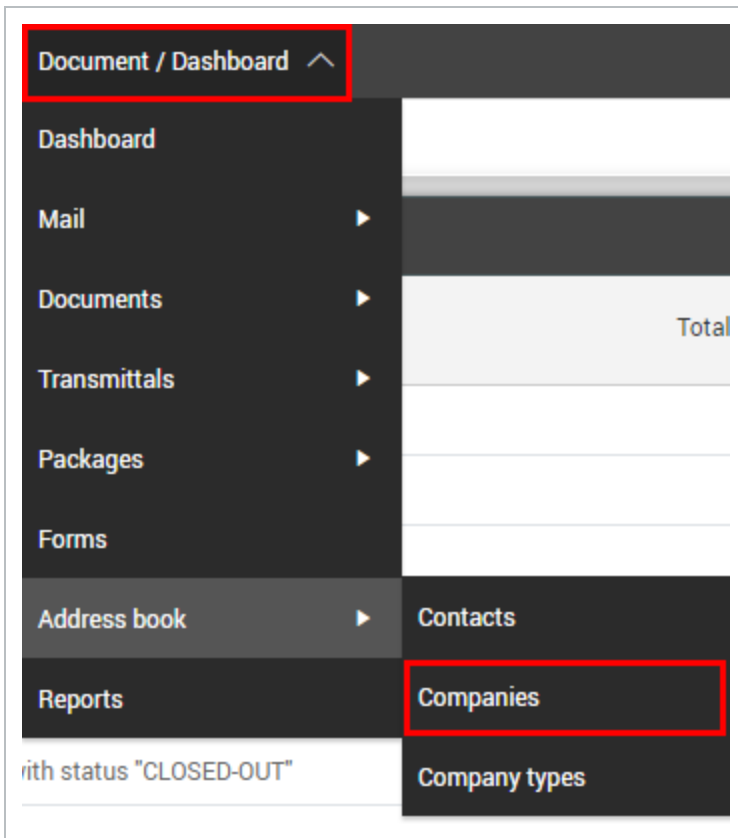 Document / Dashboard
Dashboard
Mail
Documents
Total
Transmittals
Packages
Forms
Address book
Contacts
Companies
Reports
ith status "CLOSED-OUT"
Company types